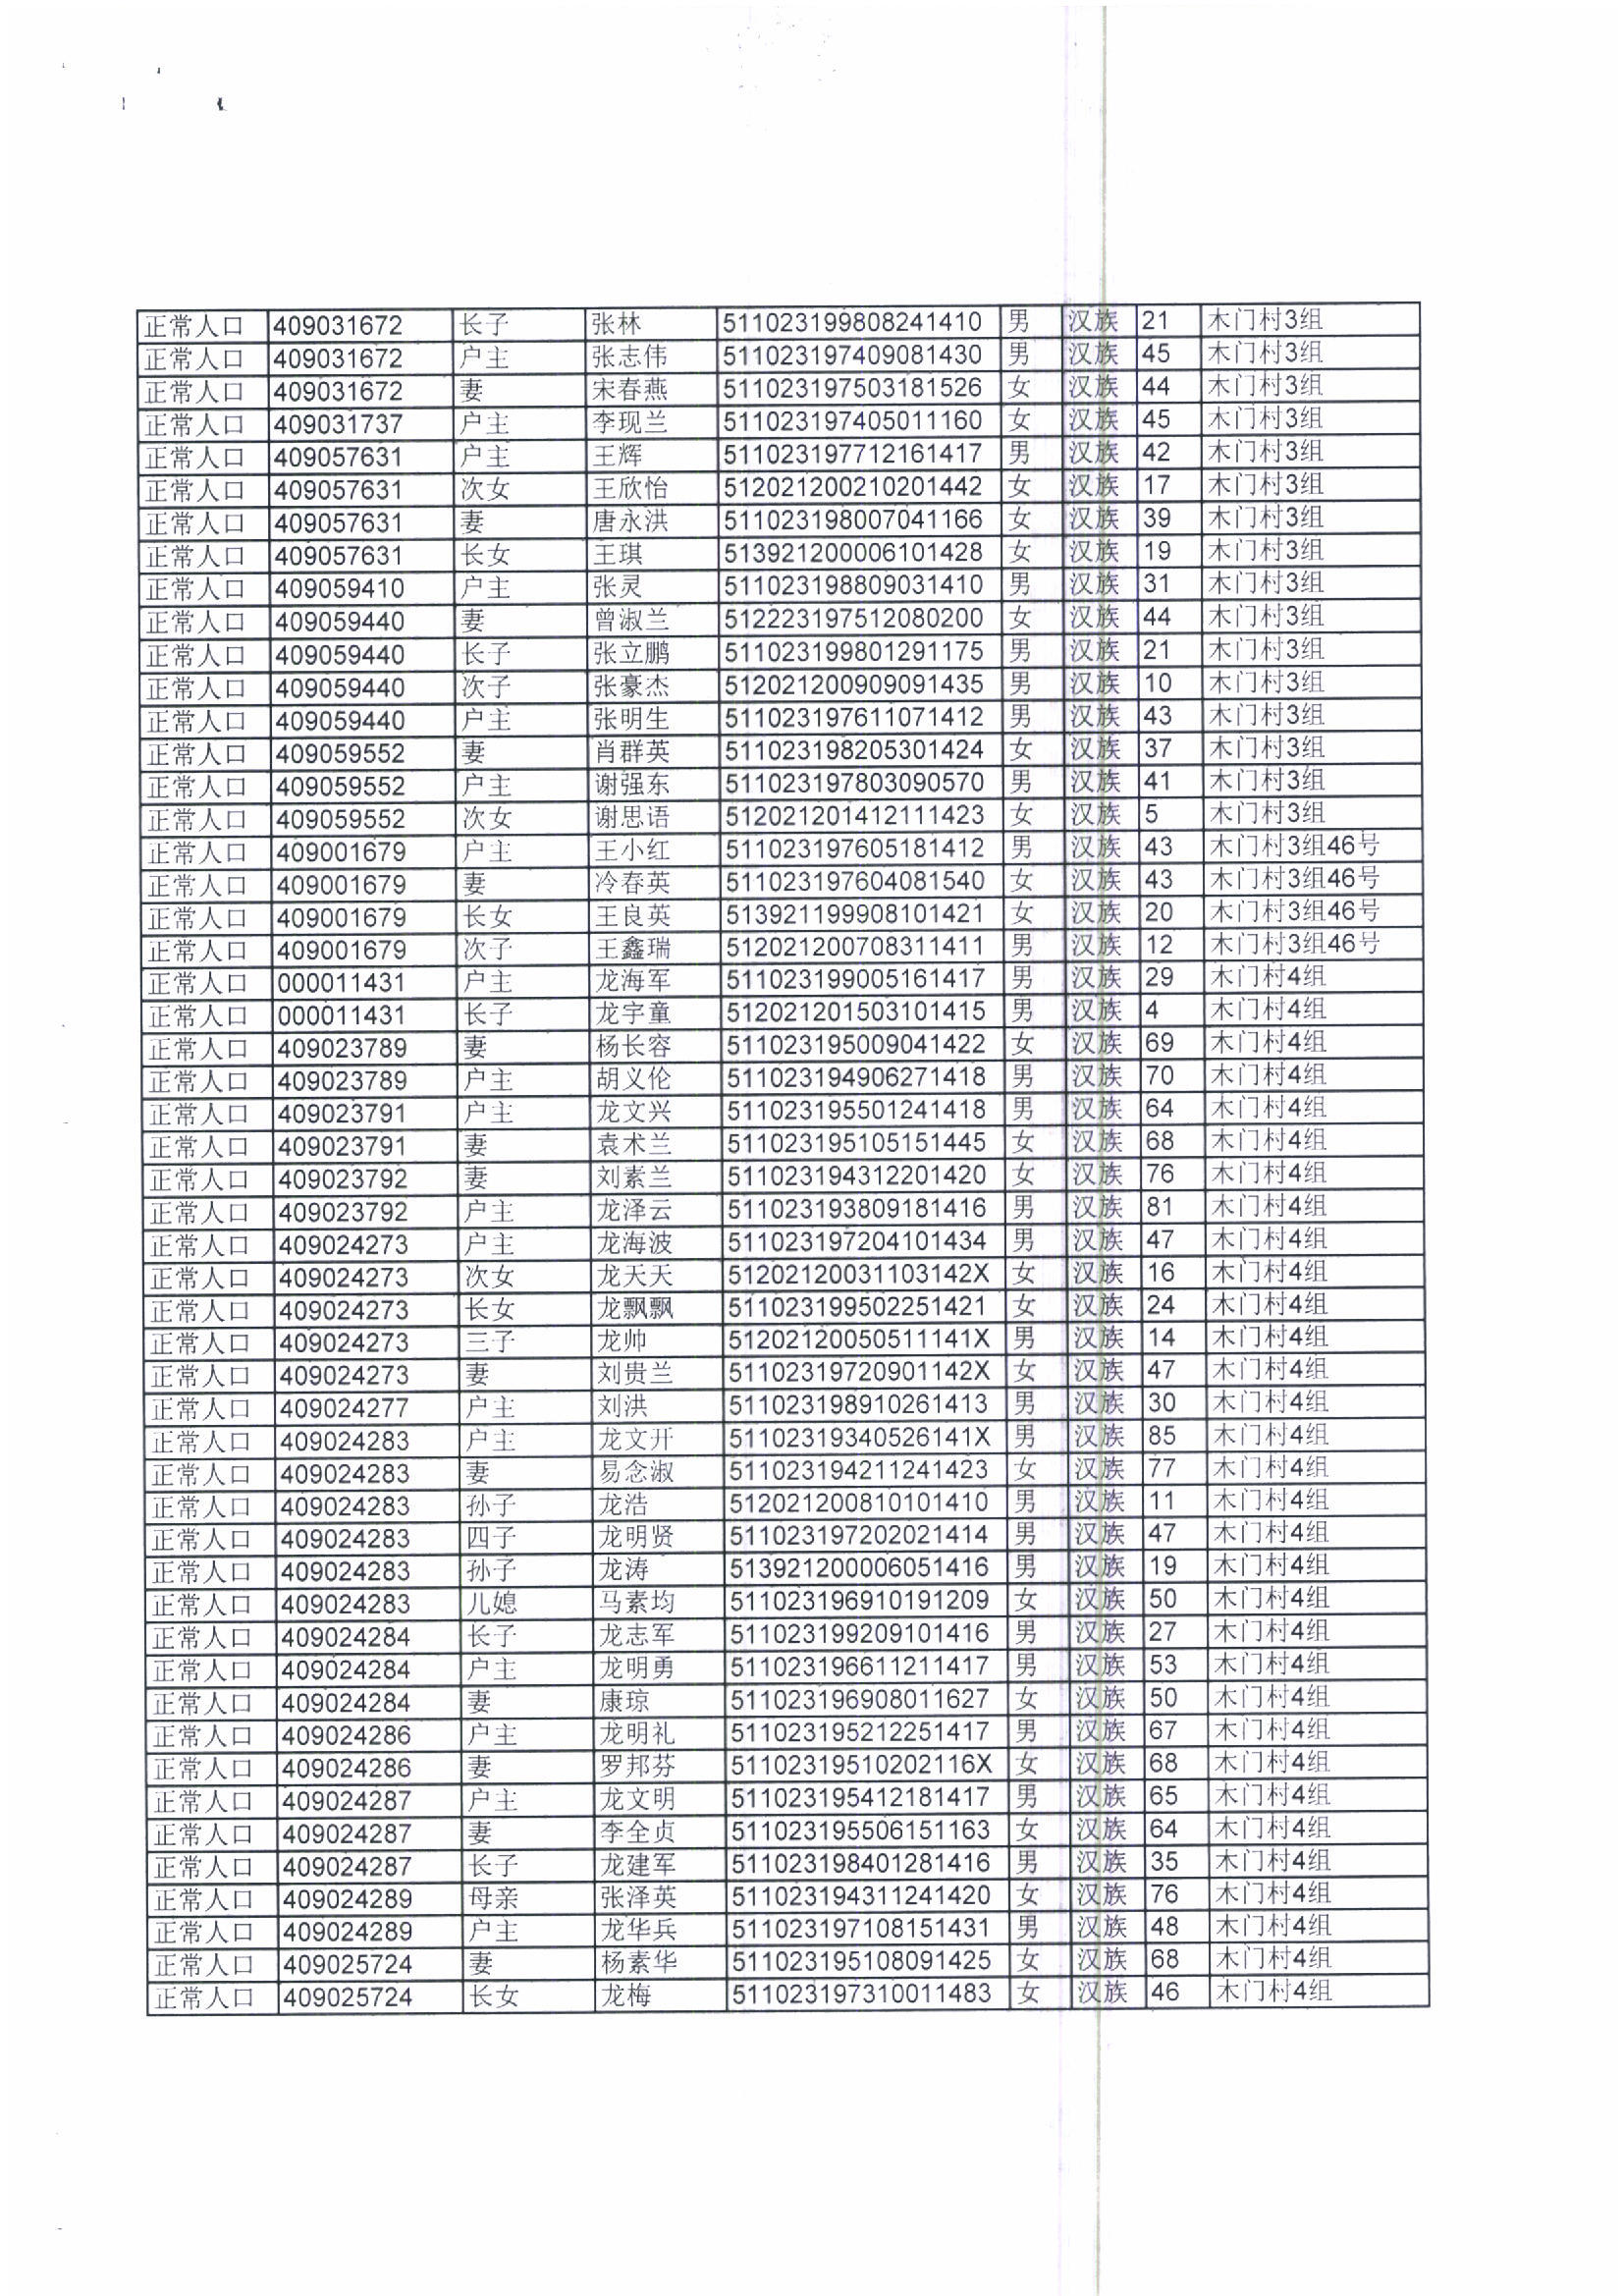 正常人口 409031672 长子 张林 511023199808241410 男 汉族 21 木门村3组
正常人口 409031672 户主 张志伟 511023197409081430 男 汉族 45 木门村3组
正常人口 409031672 妻 宋春燕 511023197503181526 女 汉族 44 木门村3组
正常人口 409031737 户主 李现兰 511023197405011160 女 汉族 45 木门村3组
正常人口 409057631 户主 王辉 511023197712161417 男 汉族 42 木门村3组
正常人口 409057631 次女 王欣怡 512021200210201442 女 汉族 17 木门村3组
正常人口 409057631 妻 唐永洪 511023198007041166 女 汉族 39 木门村3组
正常人口 409057631 长女 王琪 513921200006101428 女 汉族 19 木门村3组
正常人口 409059410 户主 张灵 511023198809031410 男 汉族 31 木门村3组
正常人口 409059440 妻 曾淑兰 512223197512080200 女 汉族 44 木门村3组
正常人口 409059440 长子 张立鹏 511023199801291175 男 汉族 21 木门村3组
正常人口 409059440 次子 张豪杰 512021200909091435 男 汉族 10 木门村3组
正常人口 409059440 户主 张明生 511023197611071412 男 汉族 43 木门村3组
正常人口 409059552 妻 肖群英 511023198205301424 女 汉族 37 木门村3组
正常人口 409059552 户主 谢强东 511023197803090570 男 汉族 41 木门村3组
正常人口 409059552 次女 谢思语 512021201412111423 女 汉族 5 木门村3组
正常人口 409001679 户主 王小红 511023197605181412 男 汉族 43 木门村3组46号
正常人口 409001679 妻 冷春英 511023197604081540 女 汉族 43 木门村3组46号
正常人口 409001679 长女 王良英 513921199908101421 女 汉族 20 木门村3组46号
正常人口 409001679 次子 王鑫瑞 512021200708311411 男 汉族 12 木门村3组46号
正常人口 000011431 户主 龙海军 511023199005161417 男 汉族 29 木门村4组
正常人口 000011431 长子 龙宇童 512021201503101415 男 汉族 4 木门村4组
正常人口 409023789 妻 杨长容 511023195009041422 女 汉族 69 木门村4组
正常人口 409023789 户主 胡义伦 511023194906271418 男 汉族 70 木门村4组
正常人口 409023791 户主 龙文兴 511023195501241418 男 汉族 64 木门村4组
正常人口 409023791 妻 袁术兰 511023195105151445 女 汉族 68 木门村4组
正常人口 409023792 妻 刘素兰 511023194312201420 女 汉族 76 木门村4组
正常人口 409023792 户主 龙泽云 511023193809181416 男 汉族 81 木门村4组
正常人口 409024273 户主 龙海波 511023197204101434 男 汉族 47 木门村4组
正常人口 409024273 次女 龙天天 51202120031103142X 女 汉族 16 木门村4组
正常人口 409024273 长女 龙飘飘 511023199502251421 女 汉族 24 木门村4组
正常人口 409024273 三子 龙帅 51202120050511141X 男 汉族 14 木门村4组
正常人口 409024273 妻 刘贵兰 51102319720901142X 女 汉族 47 木门村4组
正常人口 409024277 户主 刘洪 511023198910261413 男 汉族 30 木门村4组
正常人口 409024283 户主 龙文开 51102319340526141X 男 汉族 85 木门村4组
正常人口 409024283 妻 易念淑 511023194211241423 女 汉族 77 木门村4组
正常人口 409024283 孙子 龙浩 512021200810101410 男 汉族 11 木门村4组
正常人口 409024283 四子 龙明贤 511023197202021414 男 汉族 47 木门村4组
正常人口 409024283 孙子 龙涛 513921200006051416 男 汉族 19 木门村4组
正常人口 409024283 儿媳 马素均 511023196910191209 女 汉族 50 木门村4组
正常人口 409024284 长子 龙志军 511023199209101416 男 汉族 27 木门村4组
正常人口 409024284 户主 龙明勇 511023196611211417 男 汉族 53 木门村4组
正常人口 409024284 妻 康琼 511023196908011627 女 汉族 50 木门村4组
正常人口 409024286 户主 龙明礼 511023195212251417 男 汉族 67 木门村4组
正常人口 409024286 妻 罗邦芬 51102319510202116X 女 汉族 68 木门村4组
正常人口 409024287 户主 龙文明 511023195412181417 男 汉族 65 木门村4组
正常人口 409024287 妻 李全贞 511023195506151163 女 汉族 64 木门村4组
正常人口 409024287 长子 龙建军 511023198401281416 男 汉族 35 木门村4组
正常人口 409024289 母亲 张泽英 511023194311241420 女 汉族 76 木门村4组
正常人口 409024289 户主 龙华兵 511023197108151431 男 汉族 48 木门村4组
正常人口 409025724 妻 杨素华 511023195108091425 女 汉族 68 木门村4组
正常人口 409025724 长女 龙梅 511023197310011483 女 汉族 46 木门村4组